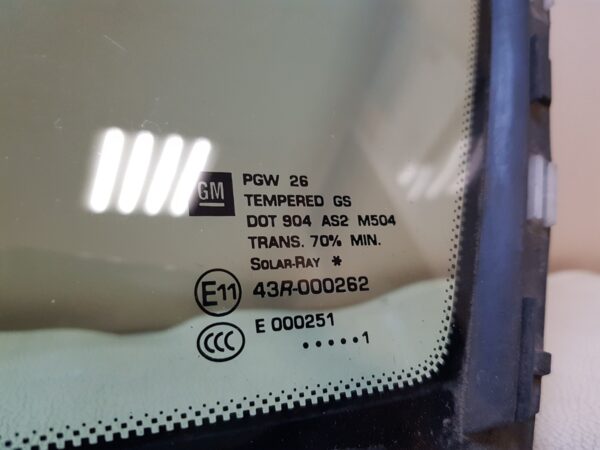 GM
PGW 26
TEMPERED GS
DOT 904 AS2 M504
TRANS. 70% MIN.
SOLAR-RAY *
E11 43R-000262
CCC E 000251
•••••1